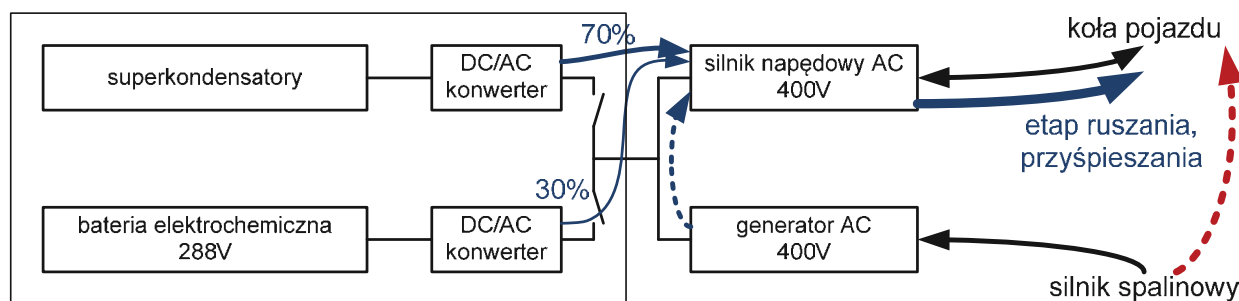 superkondensatory
DC/AC
konwerter
70%
silnik napędowy AC
400V
koła pojazdu
etap ruszania,
przyśpieszania
30%
bateria elektrochemiczna
288V
DC/AC
konwerter
generator AC
400V
silnik spalinowy